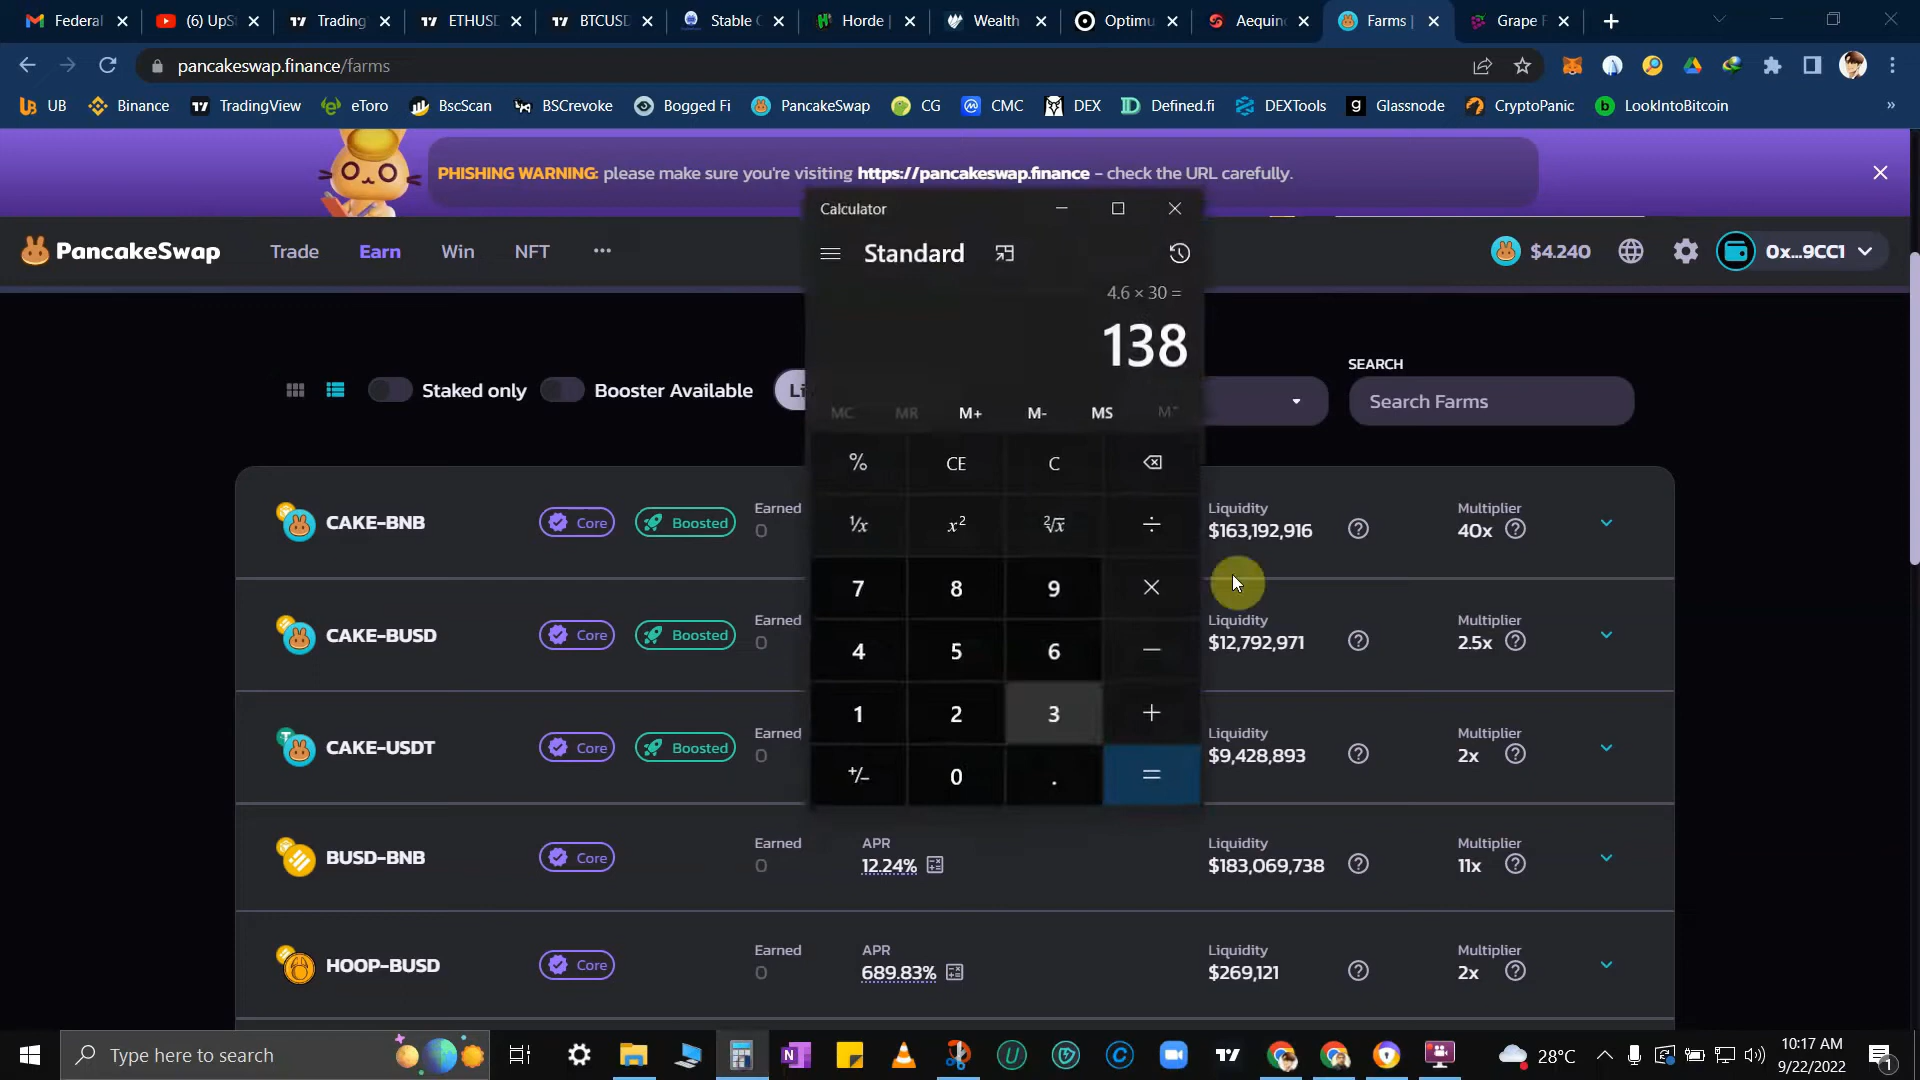 Federal
(6) UpS
Trading
ETHUSD
BTCUSD
Stable C
Horde |
Wealth
Optimu
Aequin
Farms |
Grape F
pancakeswap.finance/farms
UB
Binance
TradingView
eToro
BscScan
BSCrevoke
Bogged Fi
PancakeSwap
CG
CMC
DEX
Defined.fi
DEXTools
Glassnode
CryptoPanic
LookIntoBitcoin
»
PHISHING WARNING: please make sure you're visiting https://pancakeswap.finance - check the URL carefully.
PancakeSwap
Trade
Earn
Win
NFT
$4.240
0x...9CC1
Calculator
Standard
4.6 × 30 =
138
MC
MR
M+
M-
MS
M˅
%
CE
C
⅟x
x²
²√x
÷
7
8
9
×
4
5
6
−
1
2
3
+
+/−
0
.
=
Staked only
Booster Available
Li
SEARCH
Search Farms
CAKE-BNB
Core
Boosted
Earned
0
Liquidity
$163,192,916
Multiplier
40x
CAKE-BUSD
Core
Boosted
Earned
0
Liquidity
$12,792,971
Multiplier
2.5x
CAKE-USDT
Core
Boosted
Earned
0
Liquidity
$9,428,893
Multiplier
2x
BUSD-BNB
Core
Earned
0
APR
12.24%
Liquidity
$183,069,738
Multiplier
11x
HOOP-BUSD
Core
Earned
0
APR
689.83%
Liquidity
$269,121
Multiplier
2x
Type here to search
28°C
10:17 AM
9/22/2022
1